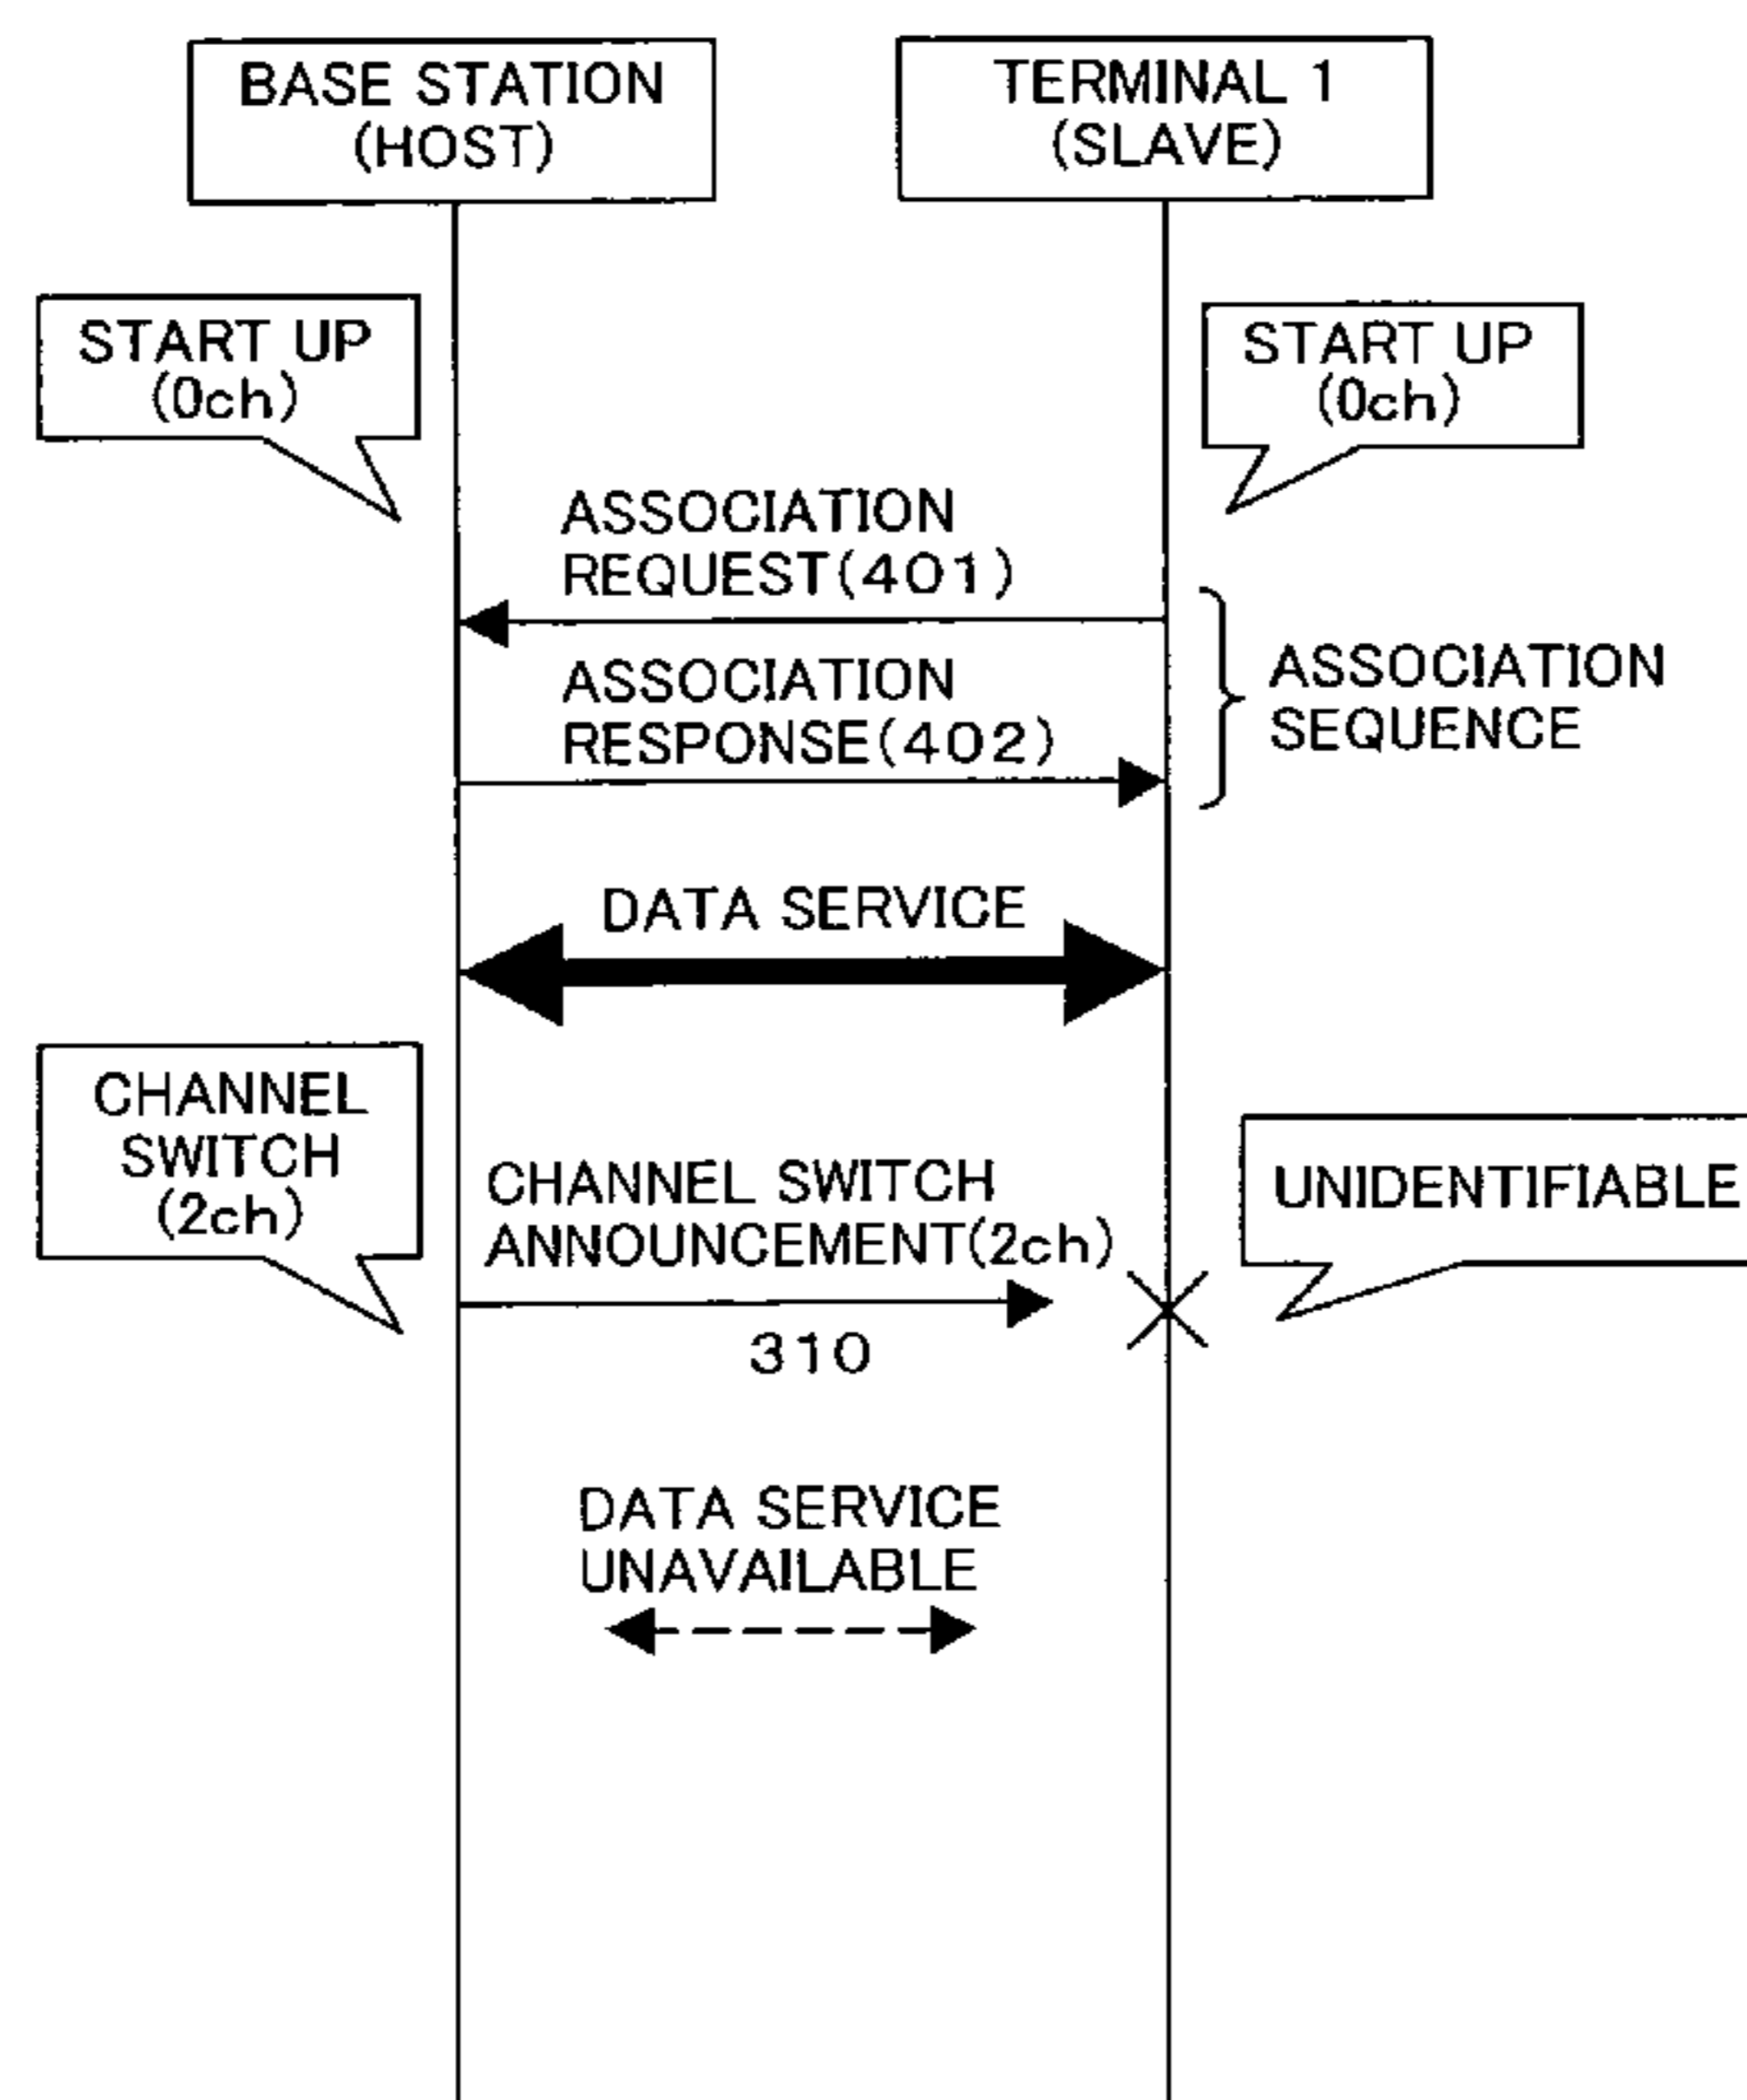 BASE STATION
(HOST)
TERMINAL 1
(SLAVE)
START UP
(0ch)
START UP
(0ch)
ASSOCIATION
REQUEST(401)
ASSOCIATION
RESPONSE(402)
ASSOCIATION
SEQUENCE
DATA SERVICE
CHANNEL
SWITCH
(2ch)
CHANNEL SWITCH
ANNOUNCEMENT(2ch)
310
UNIDENTIFIABLE
DATA SERVICE
UNAVAILABLE